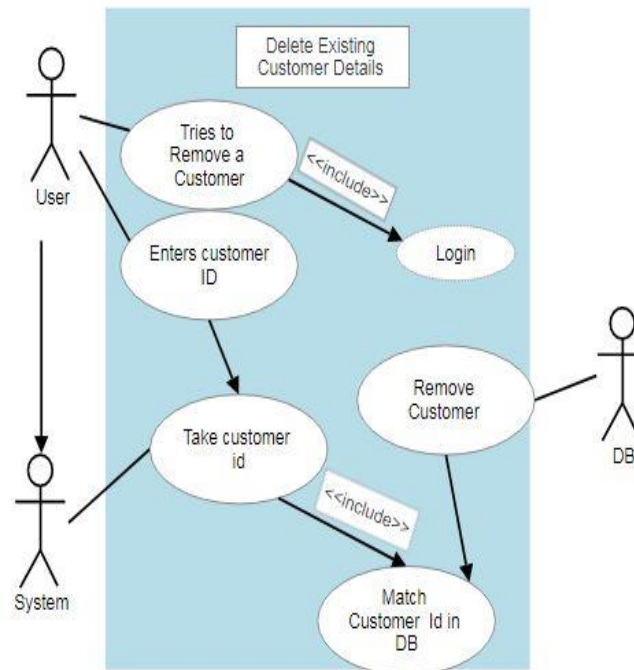 Delete Existing
Customer Details
Tries to
Remove a
Customer
<<include>>
User
Enters customer
ID
Login
Remove
Customer
Take customer
id
DB
<<include>>
System
Match
Customer Id in
DB